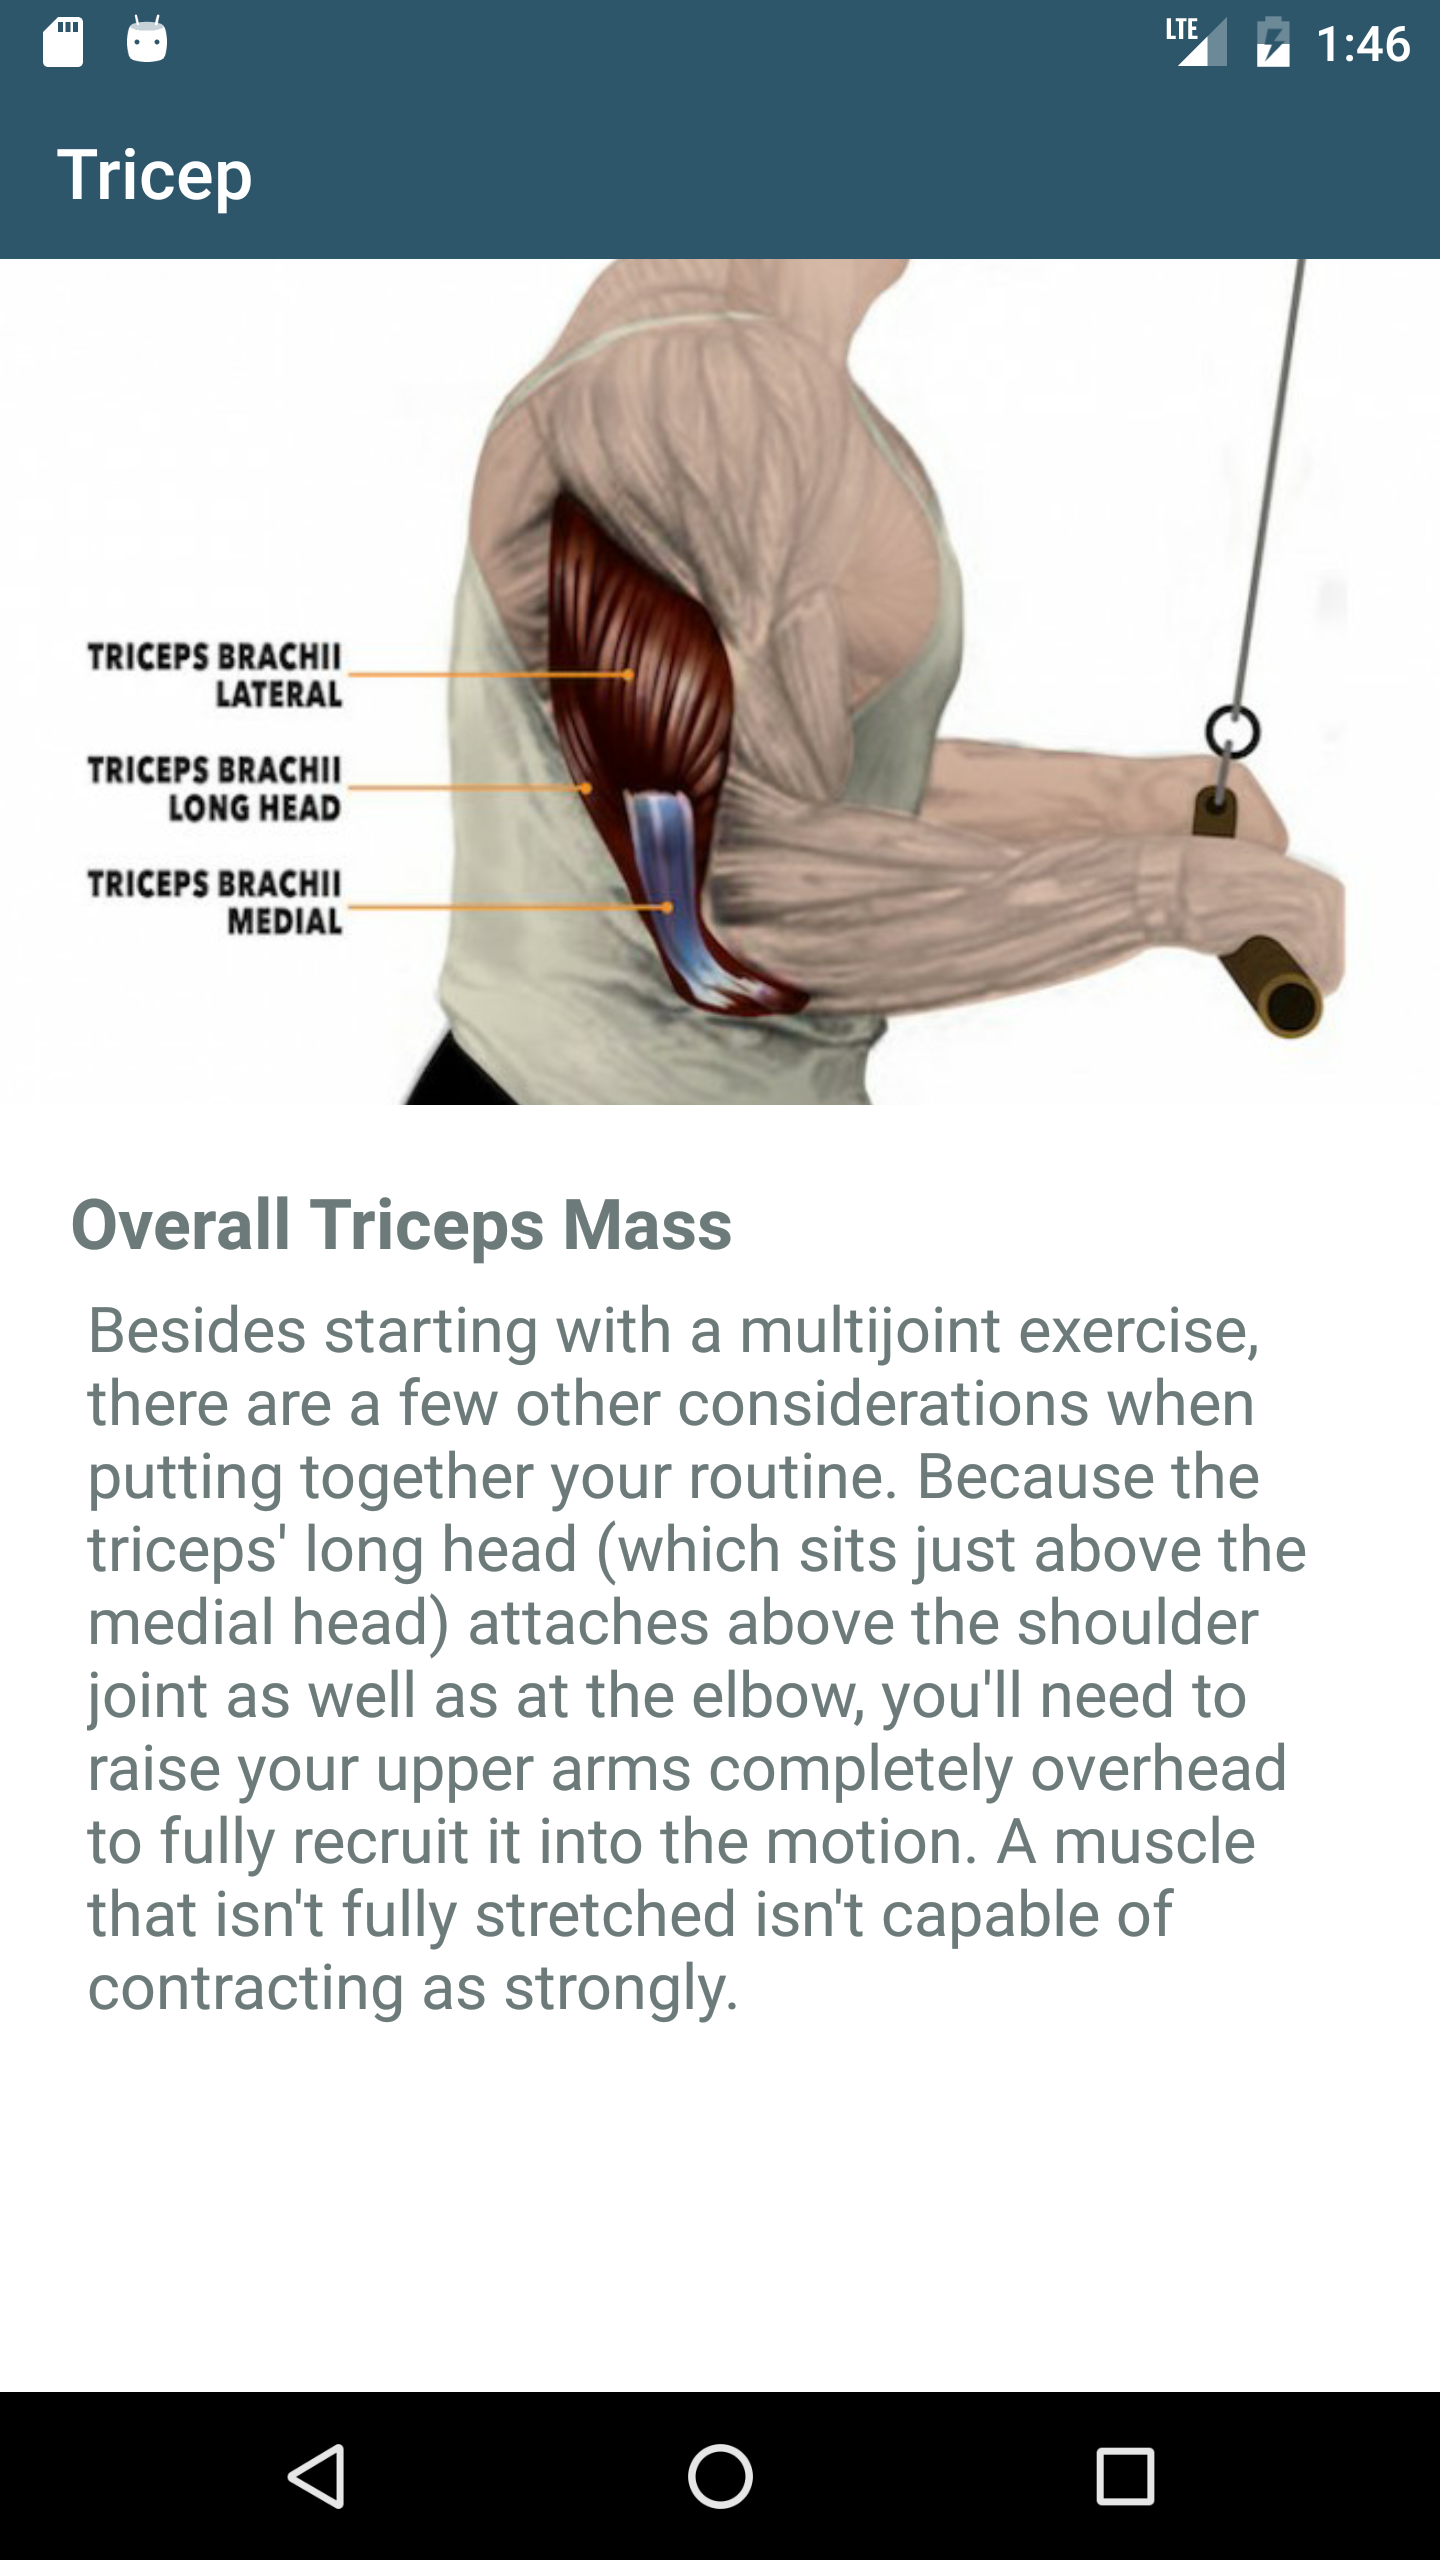 LTE 1:46
Tricep
TRICEPS BRACHII
LATERAL
TRICEPS BRACHII
LONG HEAD
TRICEPS BRACHII
MEDIAL
Overall Triceps Mass
Besides starting with a multijoint exercise,
there are a few other considerations when
putting together your routine. Because the
triceps' long head (which sits just above the
medial head) attaches above the shoulder
joint as well as at the elbow, you'll need to
raise your upper arms completely overhead
to fully recruit it into the motion. A muscle
that isn't fully stretched isn't capable of
contracting as strongly.